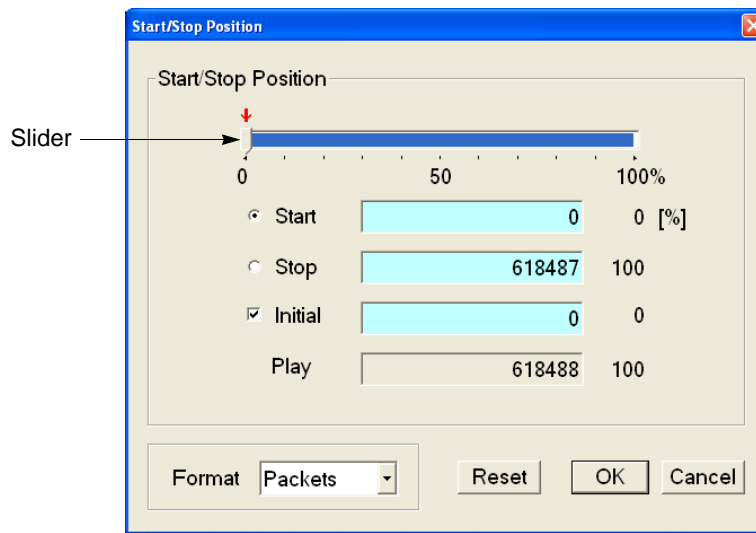 Start/Stop Position
Start/Stop Position
Slider
0 50 100%
Start 0 0 [%]
Stop 618487 100
Initial 0 0
Play 618488 100
Format Packets Reset OK Cancel